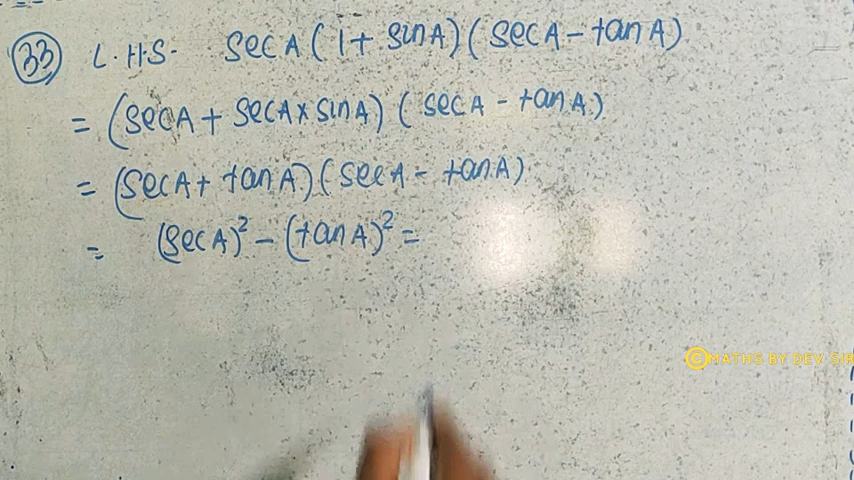 33 L.H.S. SecA(1+SinA)(SecA-tanA)
= (SecA+SecA×SinA)(SecA-tanA)
= (SecA+tanA)(SecA-tanA)
= (SecA)²-(tanA)²=
©MATHS BY DEV SIR